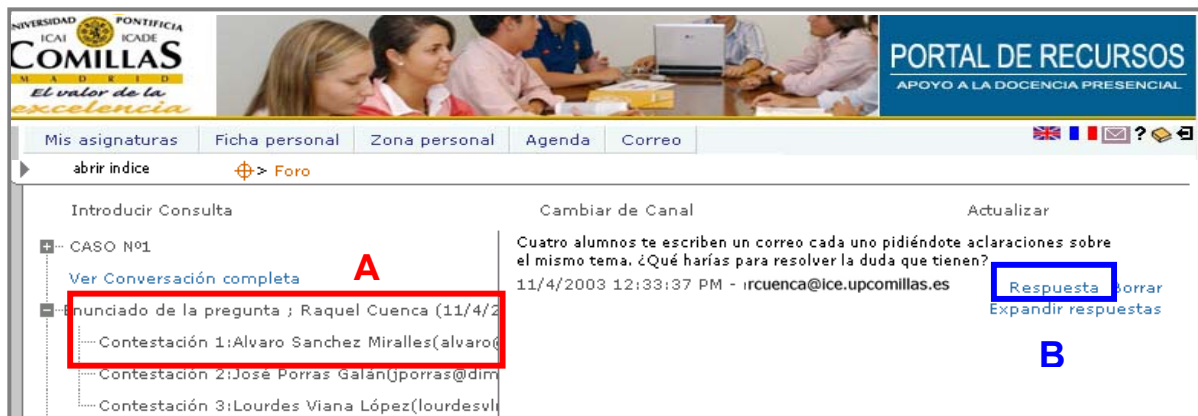 UNIVERSIDAD PONTIFICIA
ICAI ICADE
COMILLAS
M A D R I D
El valor de la
excelencia
PORTAL DE RECURSOS
APOYO A LA DOCENCIA PRESENCIAL
Mis asignaturas Ficha personal Zona personal Agenda Correo ?
abrir indice > Foro
Introducir Consulta Cambiar de Canal Actualizar
CASO Nº1
Ver Conversación completa
A
Enunciado de la pregunta ; Raquel Cuenca (11/4/2
Contestación 1:Alvaro Sanchez Miralles(alvaro@
Contestación 2:José Porras Galán(jporras@dim
Contestación 3:Lourdes Viana López(lourdesvl
Cuatro alumnos te escriben un correo cada uno pidiéndote aclaraciones sobre
el mismo tema. ¿Qué harías para resolver la duda que tienen?
11/4/2003 12:33:37 PM - rcuenca@ice.upcomillas.es
Respuesta Borrar
Expandir respuestas
B